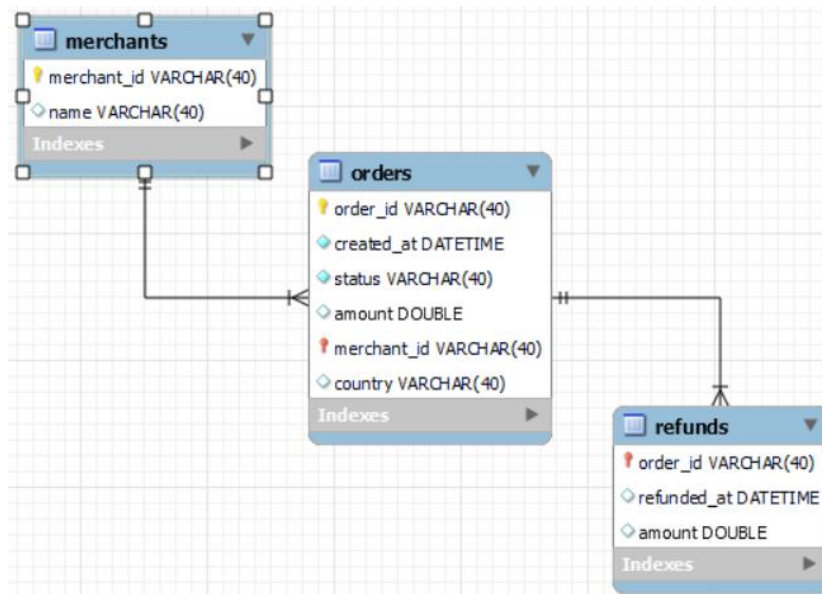 merchants
merchant_id VARCHAR(40)
name VARCHAR(40)
Indexes
orders
order_id VARCHAR(40)
created_at DATETIME
status VARCHAR(40)
amount DOUBLE
merchant_id VARCHAR(40)
country VARCHAR(40)
Indexes
refunds
order_id VARCHAR(40)
refunded_at DATETIME
amount DOUBLE
Indexes